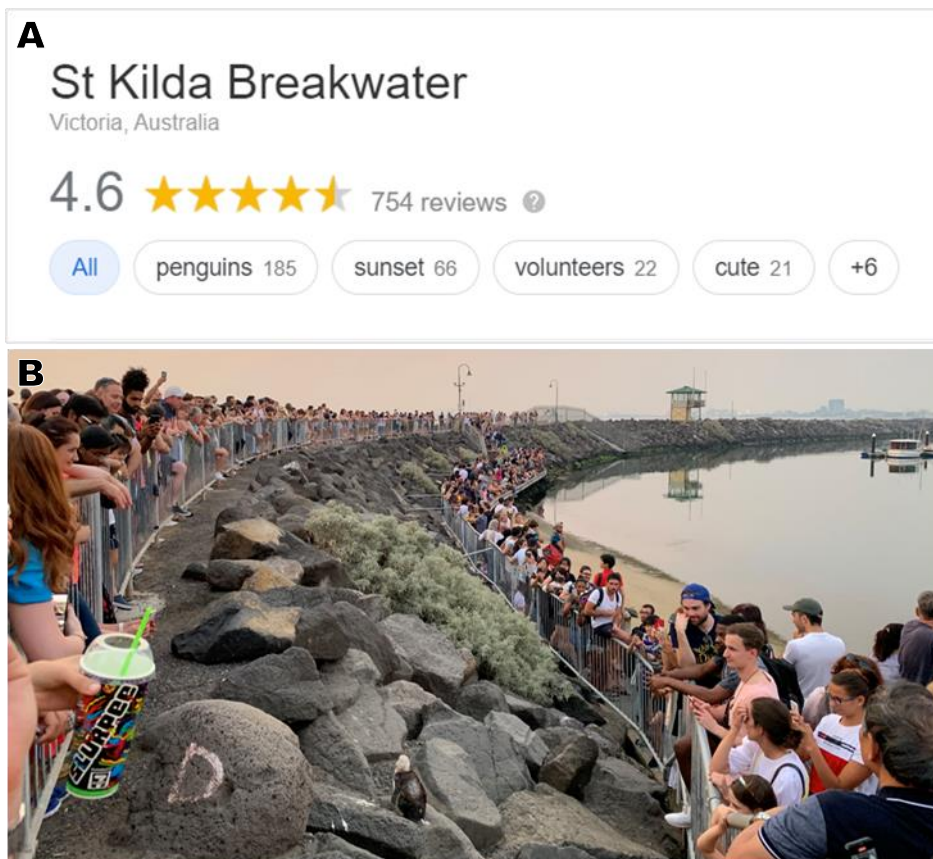 A
St Kilda Breakwater
Victoria, Australia
4.6 754 reviews ?
All penguins 185 sunset 66 volunteers 22 cute 21 +6
B
SLURPEE
D